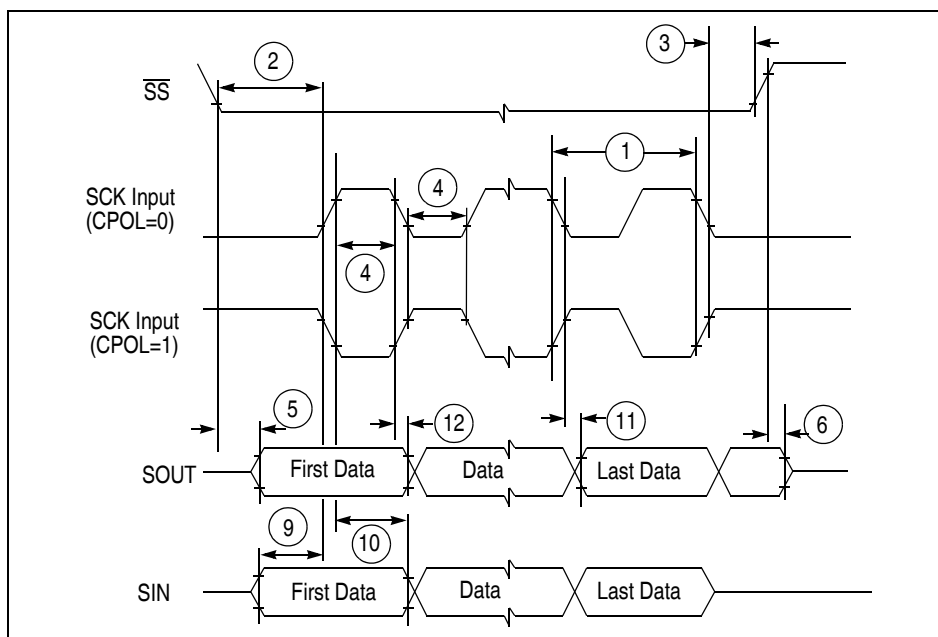 3
2
SS
1
SCK Input
(CPOL=0)
4
4
SCK Input
(CPOL=1)
5
12
11
6
SOUT
First Data
Data
Last Data
9
10
SIN
First Data
Data
Last Data